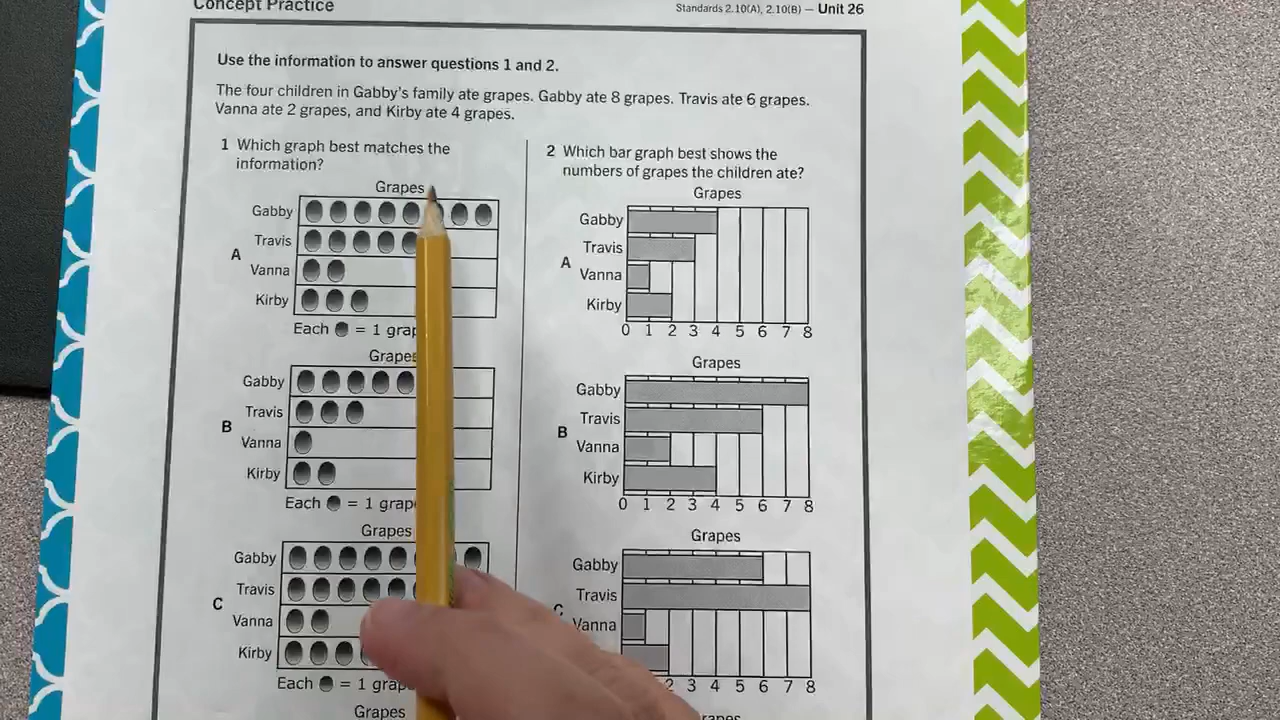 Concept Practice
Standards 2.10(A), 2.10(B) — Unit 26
Use the information to answer questions 1 and 2.
The four children in Gabby's family ate grapes. Gabby ate 8 grapes. Travis ate 6 grapes.
Vanna ate 2 grapes, and Kirby ate 4 grapes.
1 Which graph best matches the
information?
Grapes
Gabby
Travis
A
Vanna
Kirby
Each = 1
Grapes
Gabby
Travis
B
Vanna
Kirby
Each = 1
Grapes
Gabby
Travis
C
Vanna
Kirby
Each = 1
Grapes
2 Which bar graph best shows the
numbers of grapes the children ate?
Grapes
Gabby
Travis
A
Vanna
Kirby
0 1 2 3 4 5 6 7 8
Grapes
Gabby
Travis
B
Vanna
Kirby
0 1 2 3 4 5 6 7 8
Grapes
Gabby
Travis
C
Vanna
2 3 4 5 6 7 8